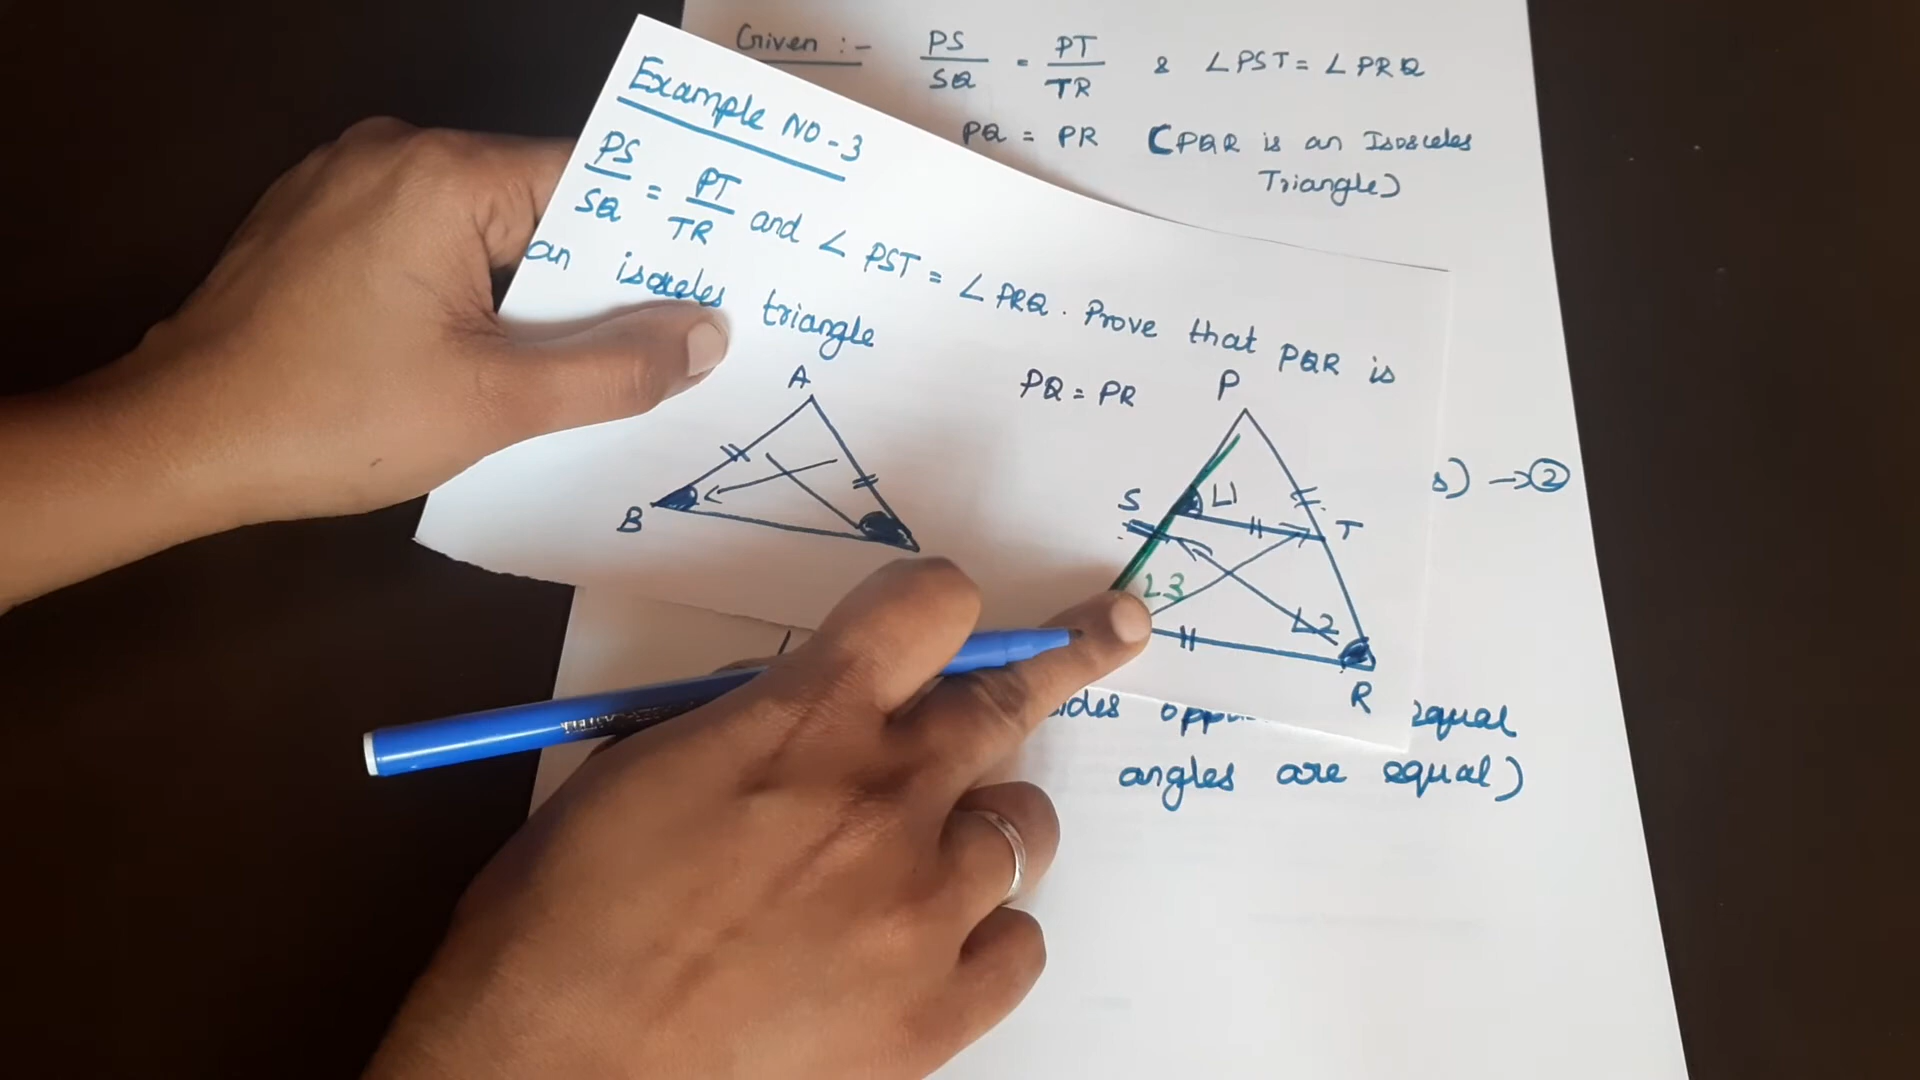 Given :- PS/SQ = PT/TR & ∠PST = ∠PRQ
PQ = PR (PQR is an Isosceles
Triangle)
Example NO-3
PS/SQ = PT/TR and ∠PST = ∠PRQ. Prove that PQR is
an isosceles triangle
PQ = PR
A
B
P
S
∠1
T
∠3
∠2
R
s) → ②
equal
angles are equal)